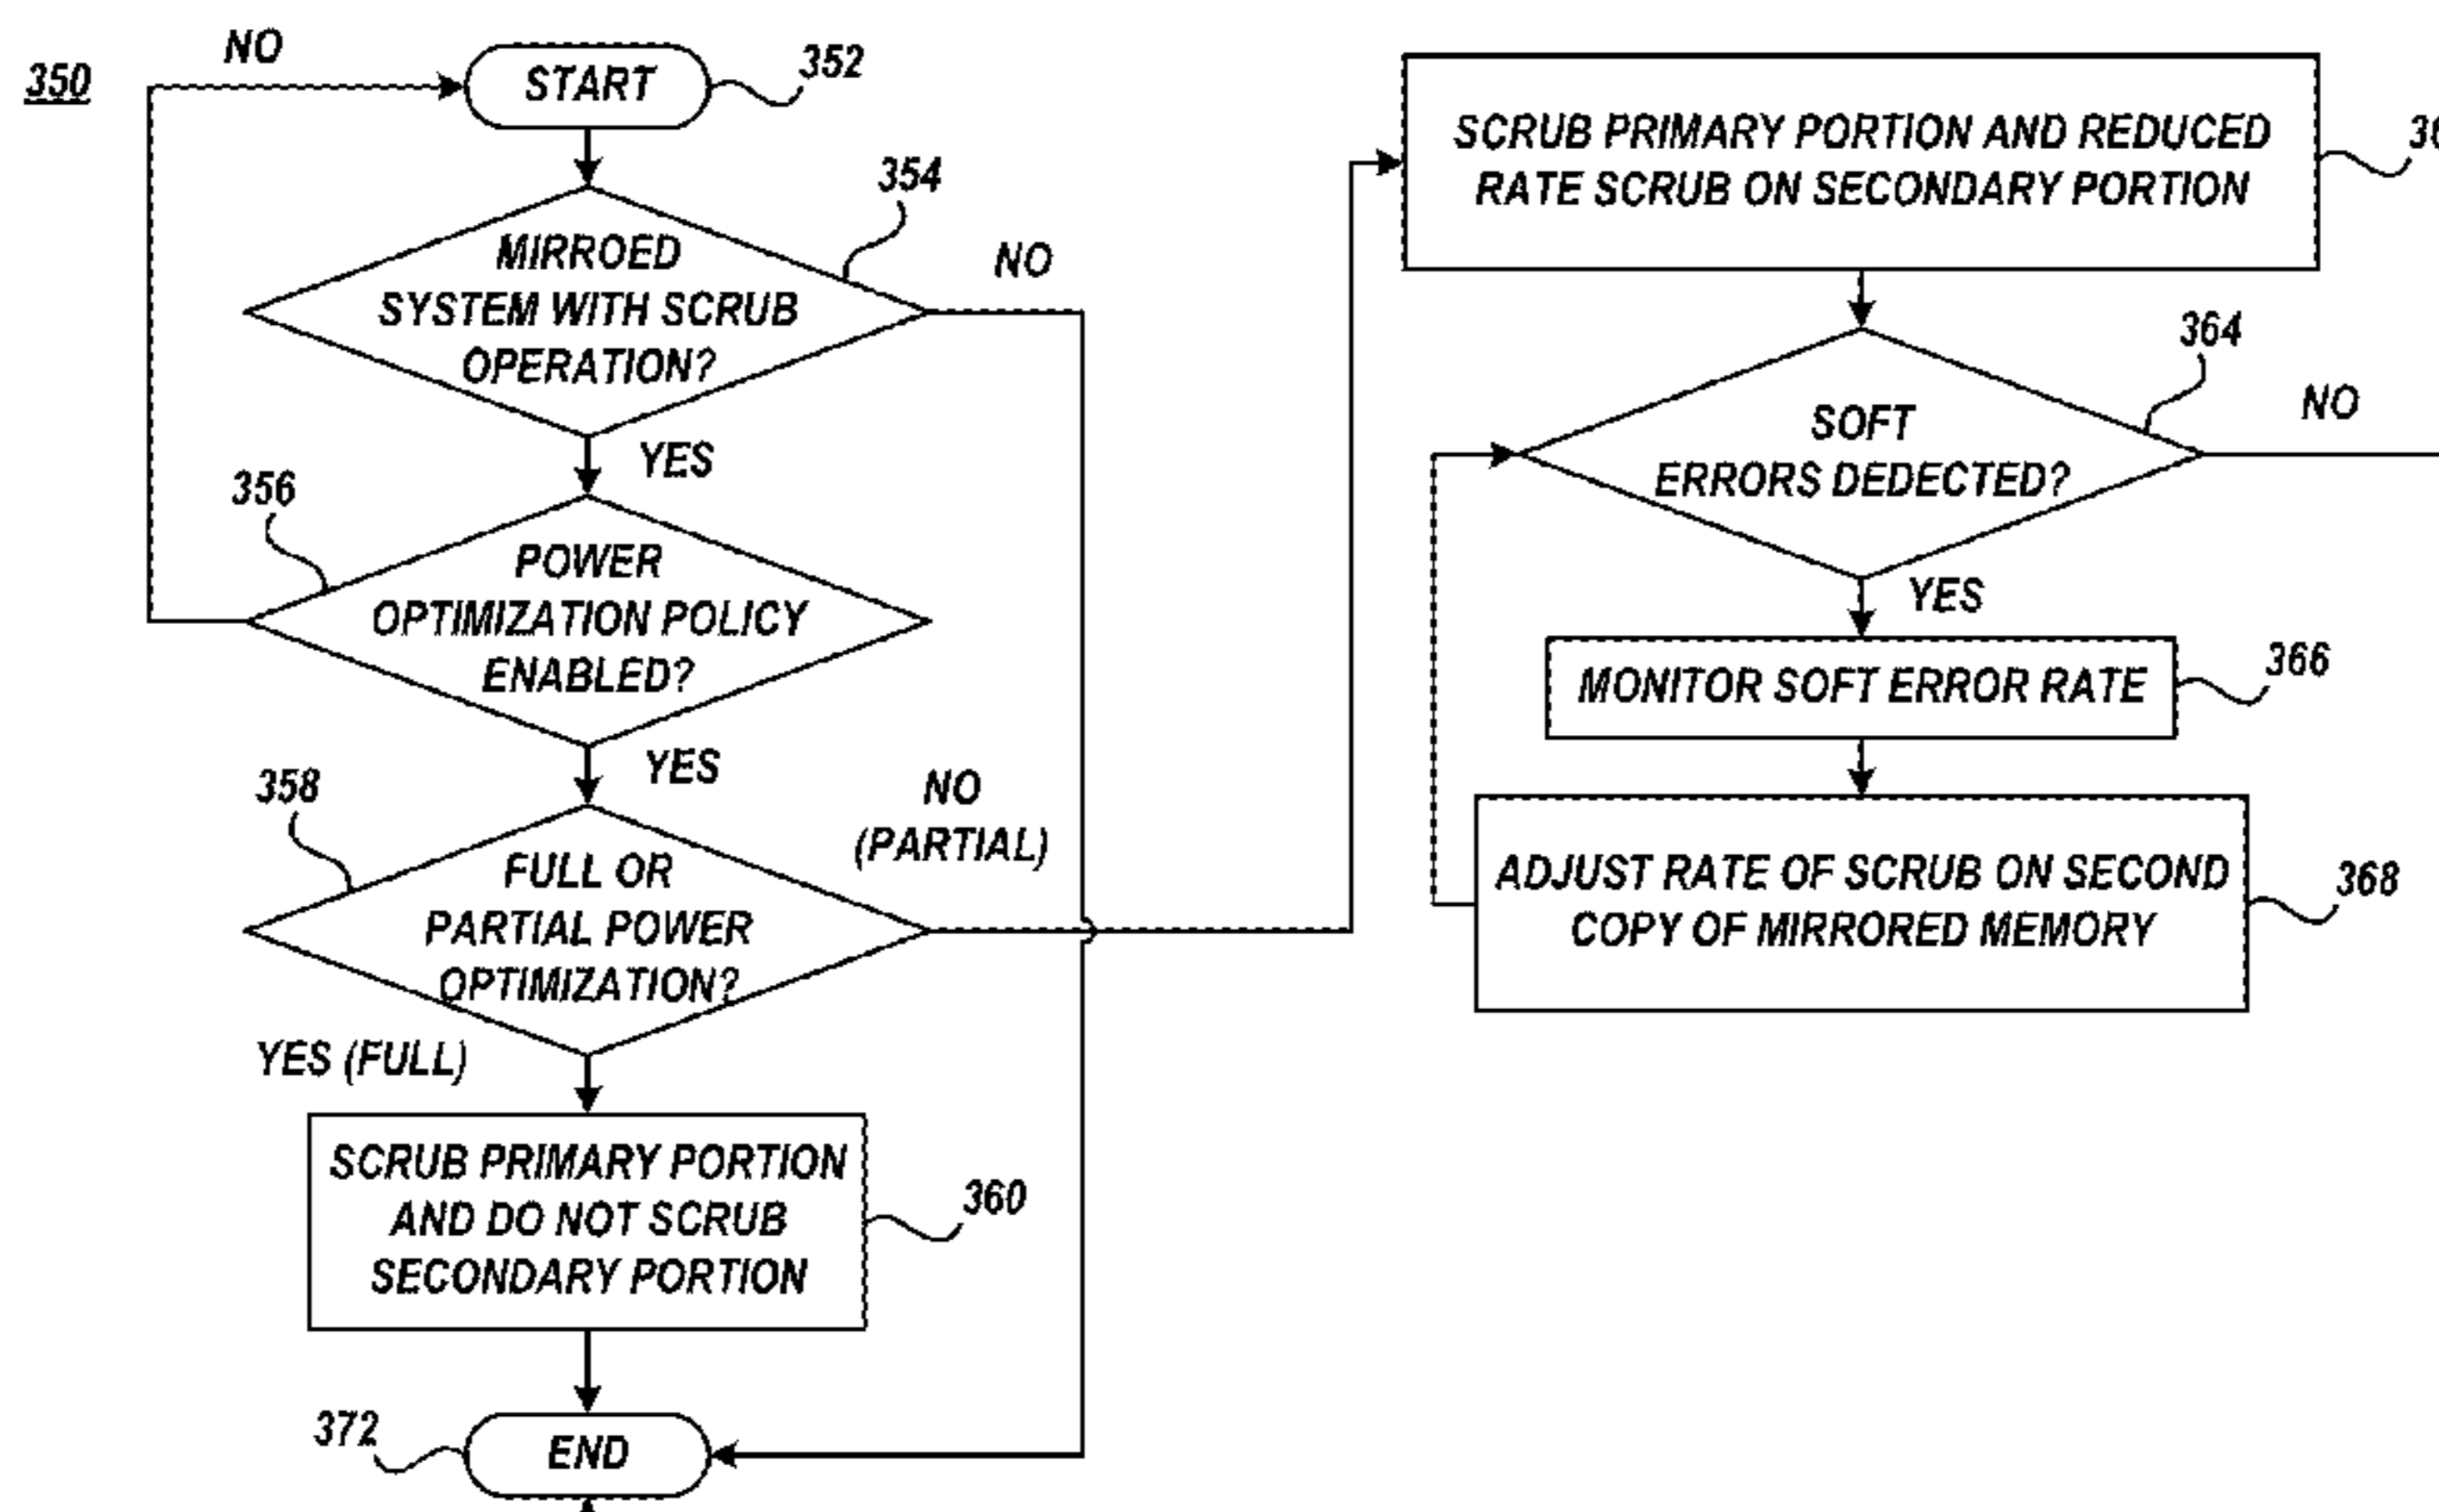 350
NO
START
352
354
MIRROED
SYSTEM WITH SCRUB
OPERATION?
NO
YES
356
POWER
OPTIMIZATION POLICY
ENABLED?
YES
358
NO
(PARTIAL)
FULL OR
PARTIAL POWER
OPTIMIZATION?
YES (FULL)
SCRUB PRIMARY PORTION
AND DO NOT SCRUB
SECONDARY PORTION
360
372
END
SCRUB PRIMARY PORTION AND REDUCED
RATE SCRUB ON SECONDARY PORTION
364
SOFT
ERRORS DEDECTED?
NO
YES
MONITOR SOFT ERROR RATE
366
ADJUST RATE OF SCRUB ON SECOND
COPY OF MIRRORED MEMORY
368